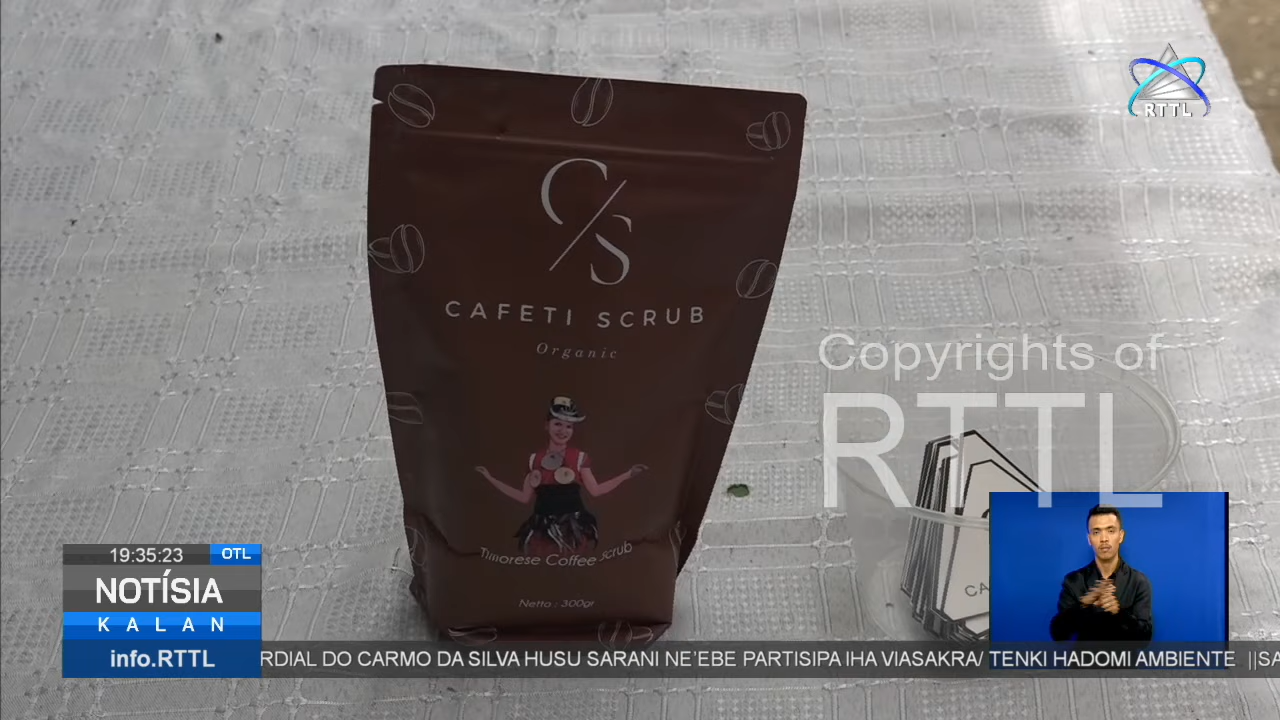 RTTL
C/S
CAFETI SCRUB
Organic
Timorese Coffee Scrub
Netto : 300gr
Copyrights of
RTTL
CA
19:35:23 OTL
NOTÍSIA
KALAN
info.RTTL
RDIAL DO CARMO DA SILVA HUSU SARANI NE'EBE PARTISIPA IHA VIASAKRA/ TENKI HADOMI AMBIENTE ||SA